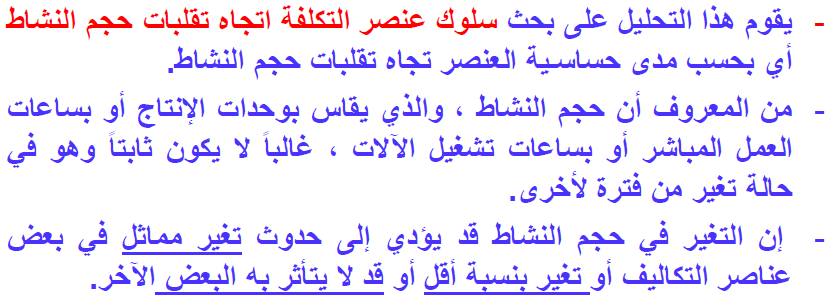 - يقوم هذا التحليل على بحث سلوك عنصر التكلفة اتجاه تقلبات حجم النشاط
أي بحسب مدى حساسية العنصر تجاه تقلبات حجم النشاط.
- من المعروف أن حجم النشاط ، والذي يقاس بوحدات الإنتاج أو بساعات
العمل المباشر أو بساعات تشغيل الآلات ، غالباً لا يكون ثابتاً وهو في
حالة تغير من فترة لأخرى.
- إن التغير في حجم النشاط قد يؤدي إلى حدوث تغير مماثل في بعض
عناصر التكاليف أو تغير بنسبة أقل أو قد لا يتأثر به البعض الآخر.